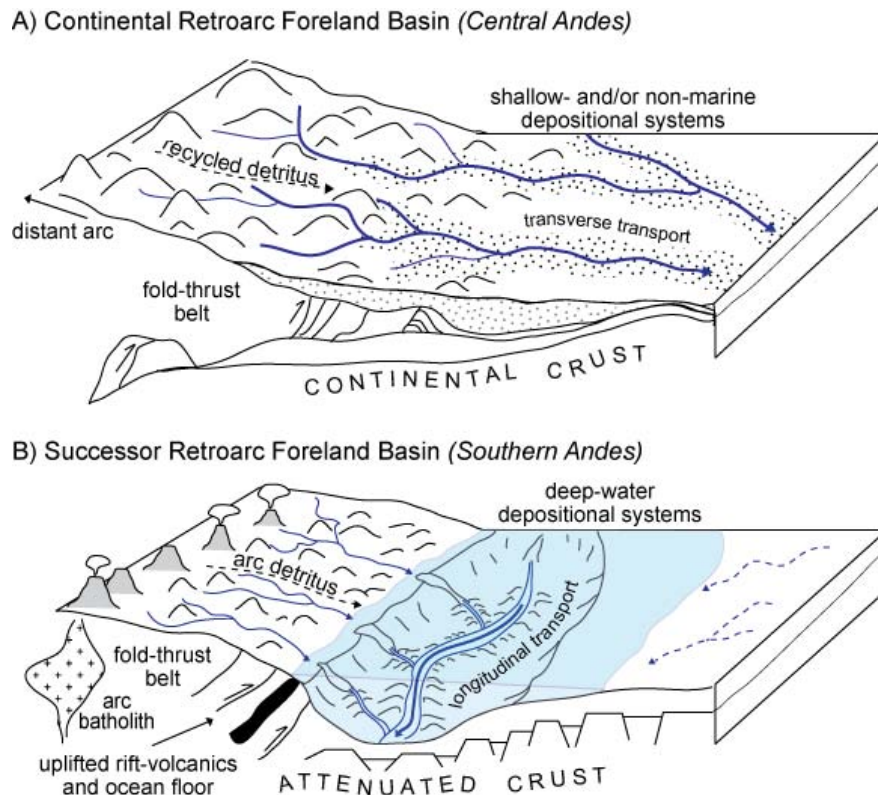 A) Continental Retroarc Foreland Basin (Central Andes)
shallow- and/or non-marine
depositional systems
recycled detritus
transverse transport
distant arc
fold-thrust
belt
CONTINENTAL CRUST
B) Successor Retroarc Foreland Basin (Southern Andes)
deep-water
depositional systems
arc detritus
longitudinal transport
fold-thrust
belt
arc
batholith
uplifted rift-volcanics
and ocean floor
ATTENUATED CRUST